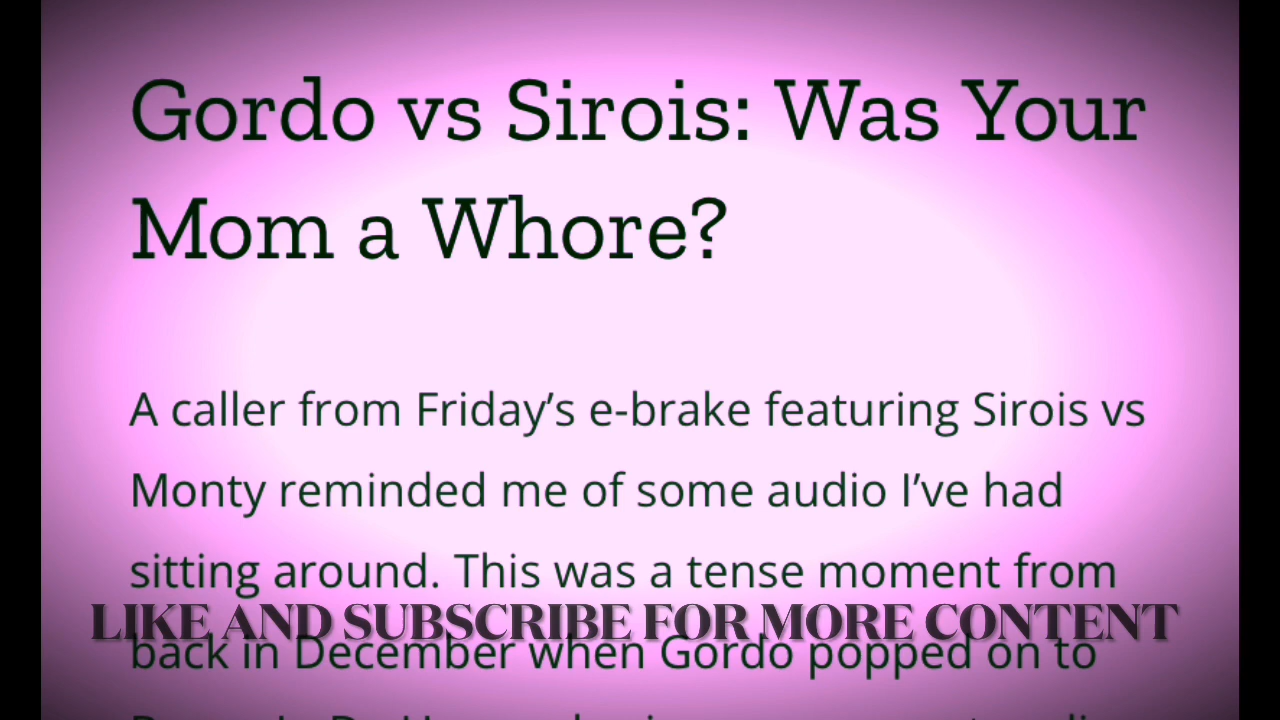 Gordo vs Sirois: Was Your
Mom a Whore?
A caller from Friday’s e-brake featuring Sirois vs
Monty reminded me of some audio I’ve had
sitting around. This was a tense moment from
LIKE AND SUBSCRIBE FOR MORE CONTENT
back in December when Gordo popped on to